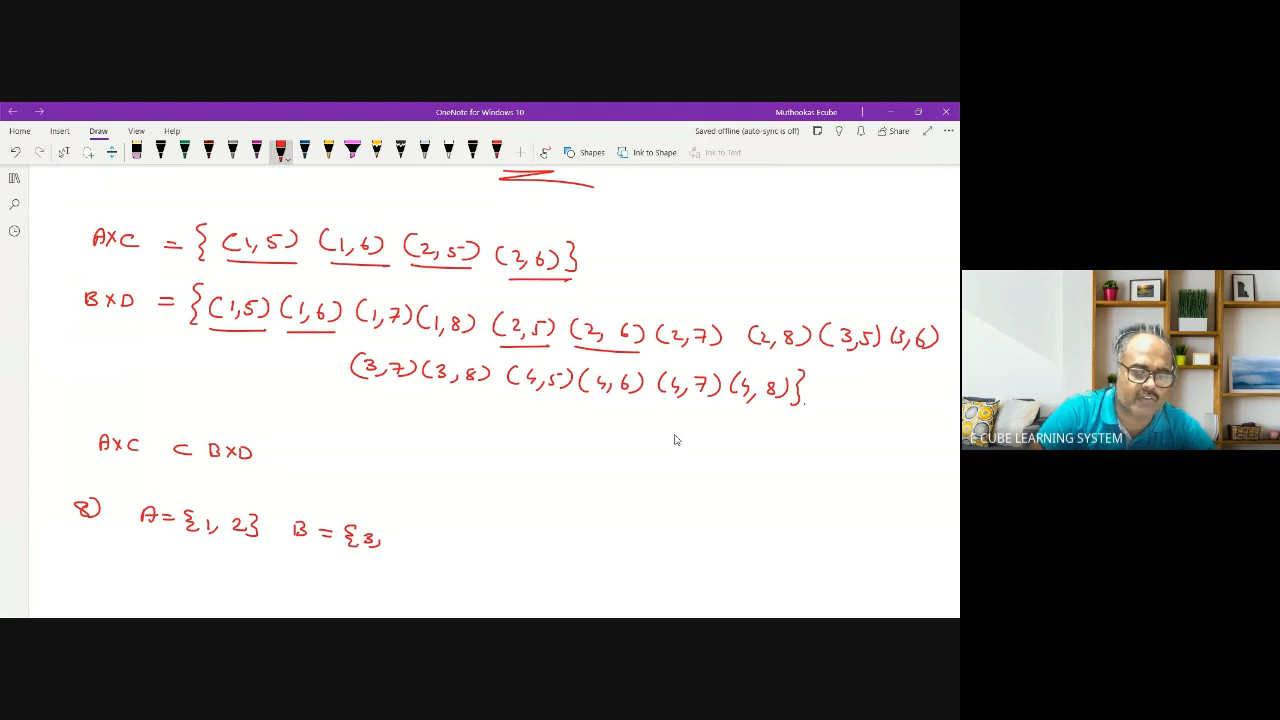 OneNote for Windows 10
Muthookas Ecube
Home Insert Draw View Help
Saved offline (auto-sync is off)
Share
Shapes
Ink to Shape
Ink to Text
A×C = { (1,5) (1,6) (2,5) (2,6)}
B×D = {(1,5) (1,6) (1,7)(1,8) (2,5) (2, 6) (2,7) (2,8) (3,5) (3,6)
(3,7)(3,8) (4,5)(4,6) (4,7)(4,8)}.
A×C ⊂ B×D
8) A={1, 2} B = {3,
E CUBE LEARNING SYSTEM